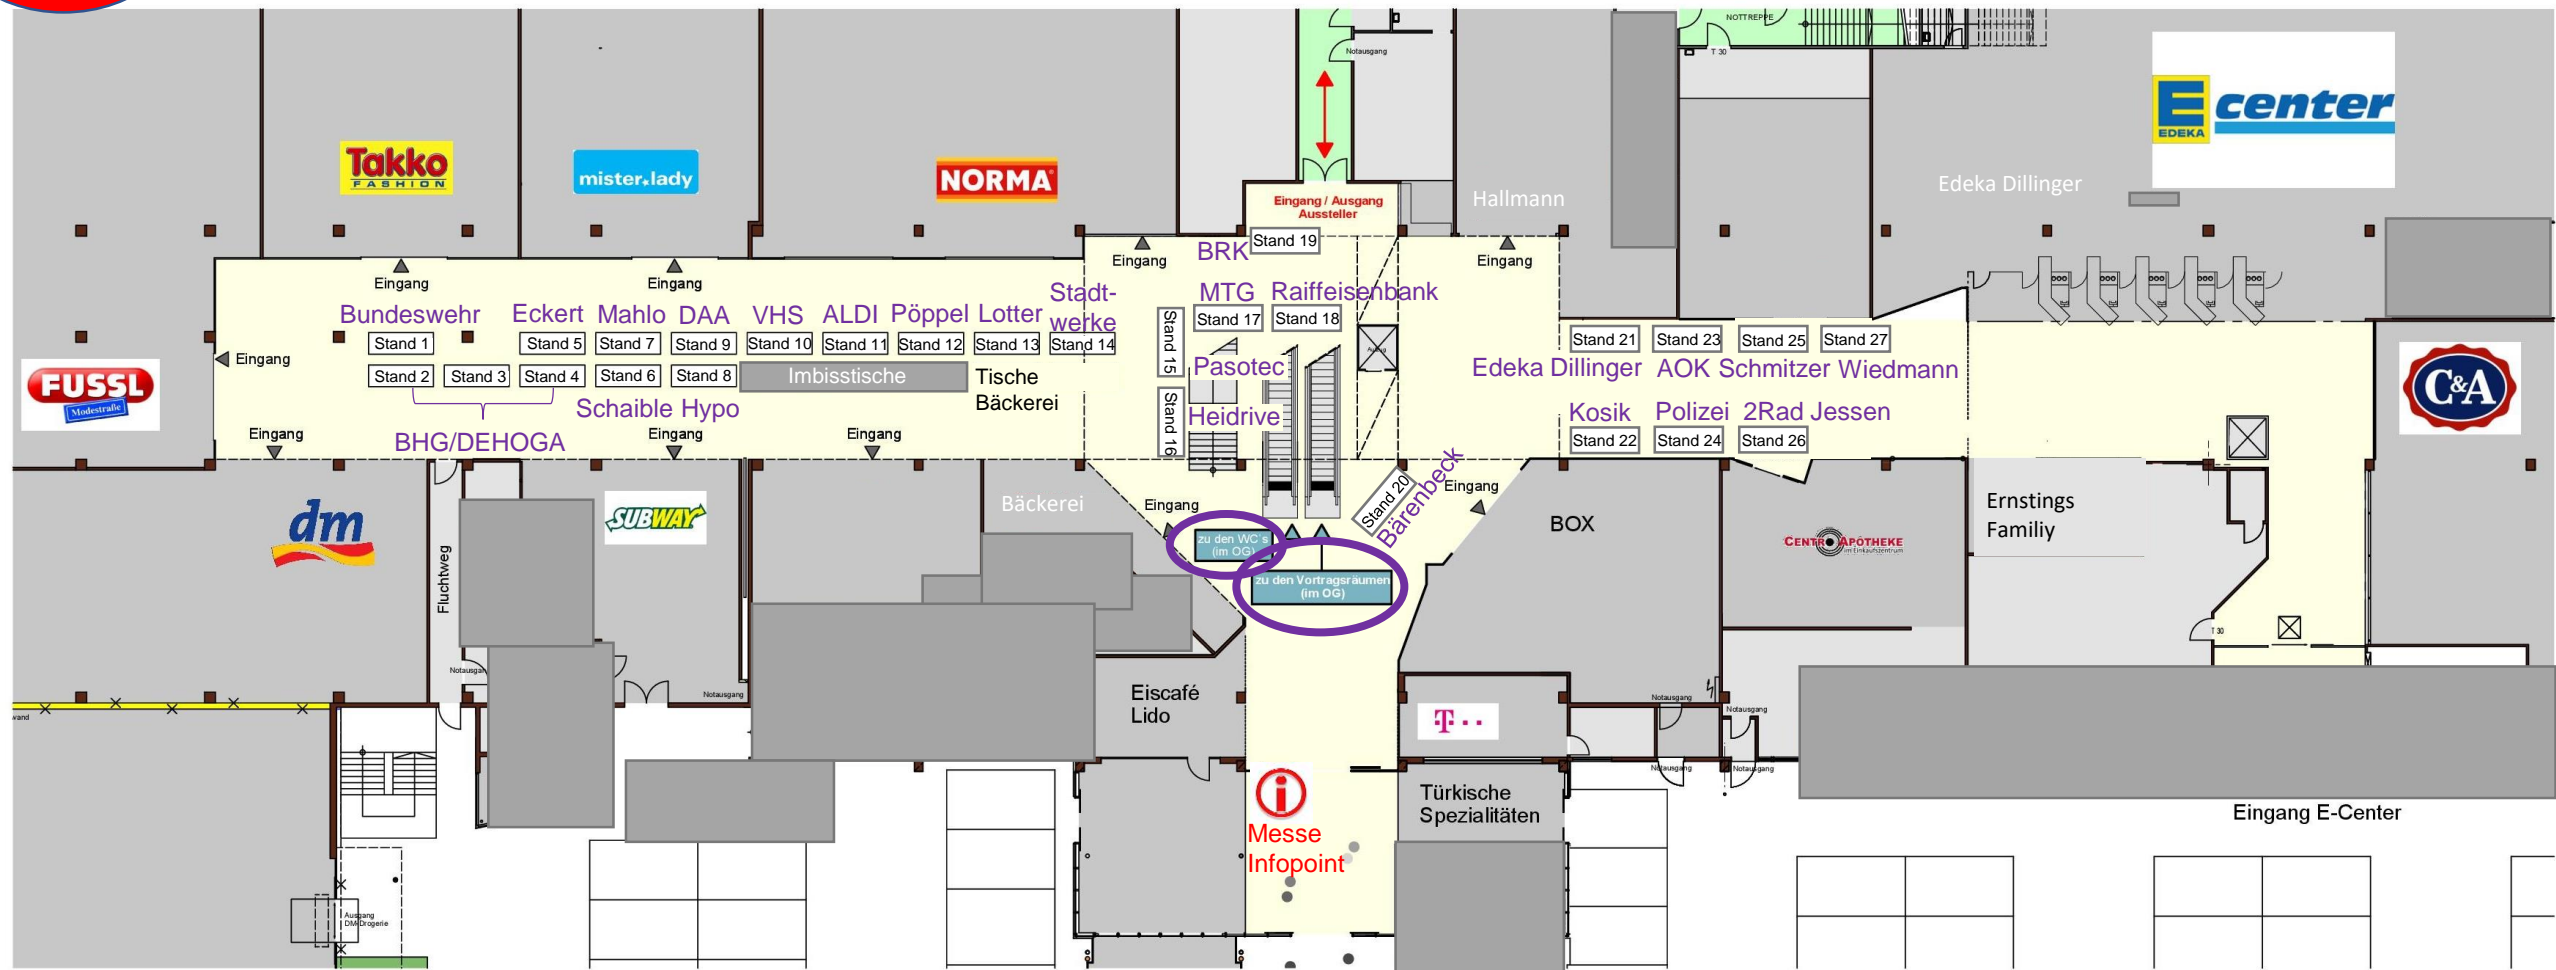 NOTTREPPE
T 30
Notausgang
Takko
FASHION
mister*lady
NORMA
Eingang / Ausgang
Aussteller
Hallmann
Edeka Dillinger
E center
EDEKA
BRK
Stand 19
Eingang
Eingang
Eingang
Eingang
Bundeswehr
Eckert
Mahlo
DAA
VHS
ALDI
Pöppel
Lotter
Stadt-
werke
MTG
Raiffeisenbank
Stand 1
Stand 5
Stand 7
Stand 9
Stand 10
Stand 11
Stand 12
Stand 13
Stand 14
Stand 15
Stand 17
Stand 18
Stand 21
Stand 23
Stand 25
Stand 27
Eingang
Stand 2
Stand 3
Stand 4
Stand 6
Stand 8
Imbisstische
Tische
Bäckerei
Pasotec
Edeka Dillinger
AOK
Schmitzer
Wiedmann
FUSSL
Modestraße
C&A
BHG/DEHOGA
Schaible
Hypo
Stand 16
Heidrive
Kosik
Polizei
2Rad Jessen
Stand 22
Stand 24
Stand 26
Eingang
Eingang
Eingang
dm
Fluchtweg
SUBWAY
Bäckerei
Eingang
Stand 20
Bärenbeck
Eingang
BOX
CENTRO APOTHEKE
im Einkaufszentrum
Ernstings
Familiy
zu den WC´s
(im OG)
zu den Vortragsräumen
(im OG)
T 30
Notausgang
Notausgang
Eiscafé
Lido
T
Notausgang
Notausgang
Notausgang
Notausgang
wand
Messe
Infopoint
Türkische
Spezialitäten
Eingang E-Center
Ausgang
DM-Drogerie